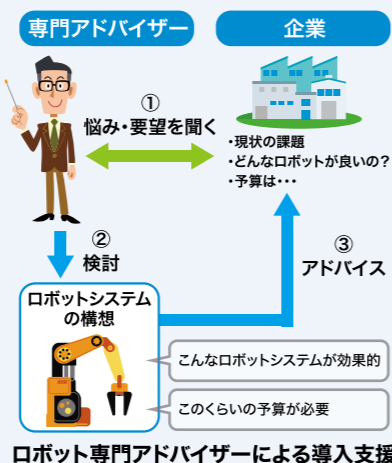 専門アドバイザー
企業
①
悩み・要望を聞く
・現状の課題
・どんなロボットが良いの?
・予算は・・・
②
検討
③
アドバイス
ロボットシステム
の構想
こんなロボットシステムが効果的
このくらいの予算が必要
ロボット専門アドバイザーによる導入支援